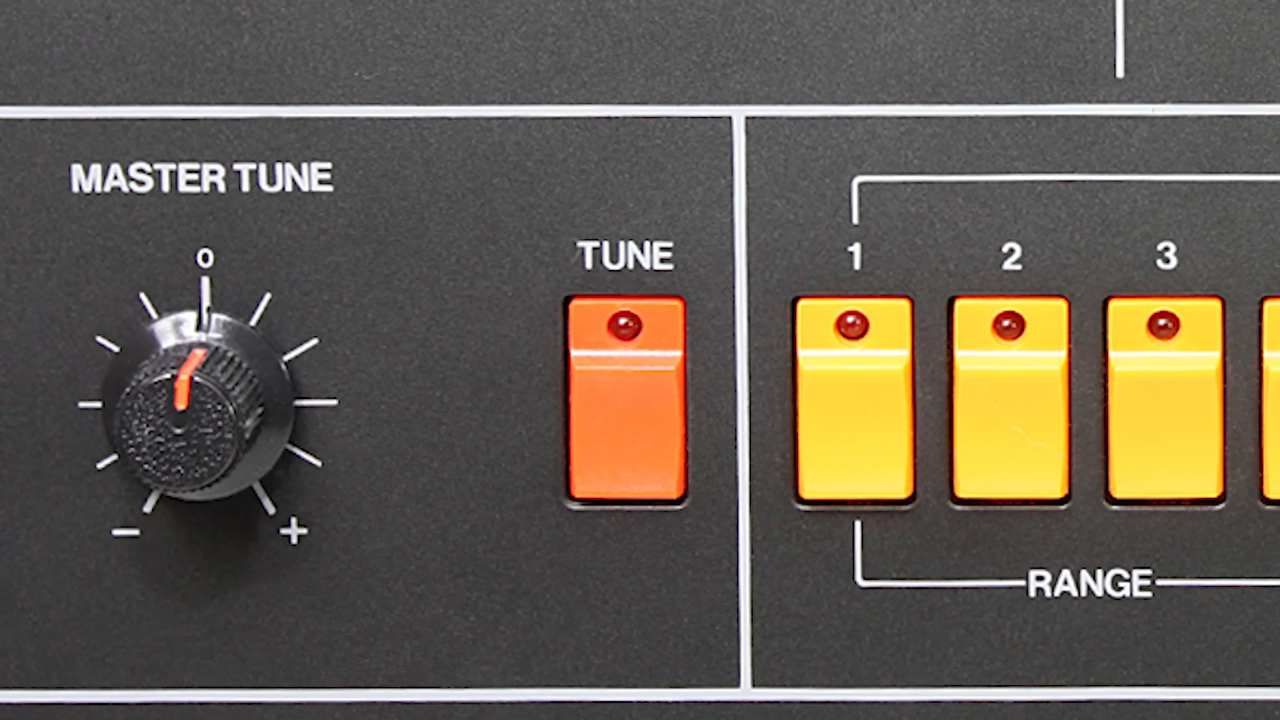 MASTER TUNE
0
− +
TUNE
1 2 3
RANGE